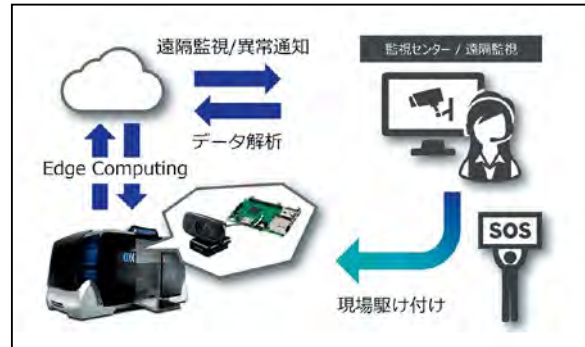 遠隔監視/異常通知
監視センター / 遠隔監視
データ解析
Edge Computing
SOS
現場駆け付け